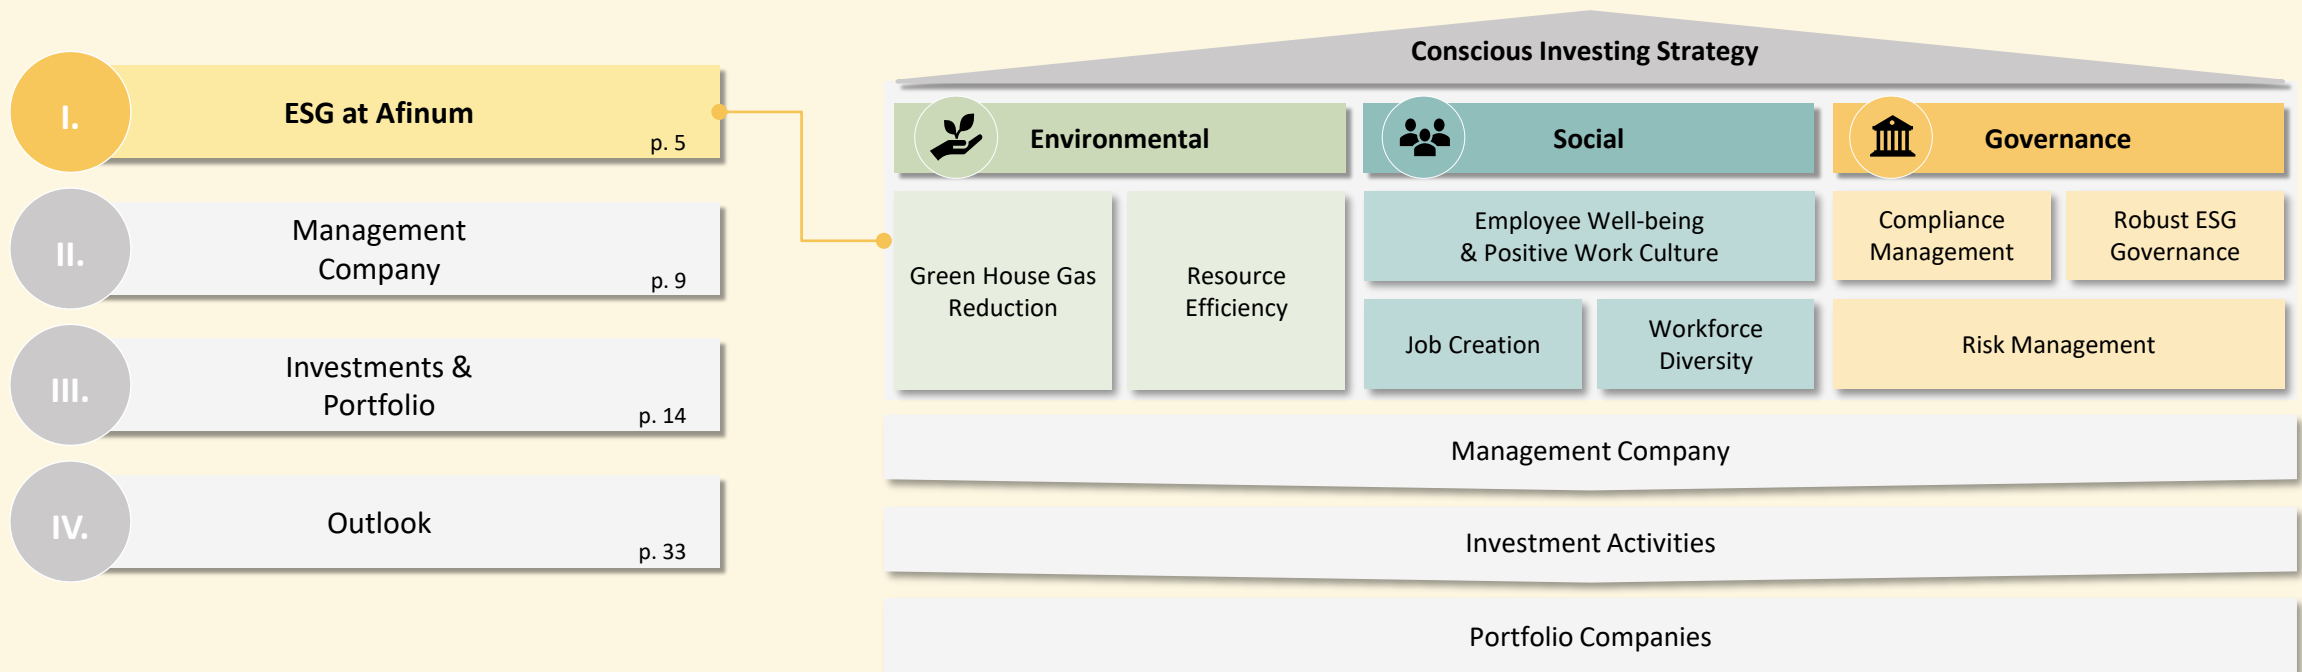 I.
ESG at Afinum
p. 5
II.
Management
Company
p. 9
III.
Investments &
Portfolio
p. 14
IV.
Outlook
p. 33
Conscious Investing Strategy
Environmental
Social
Governance
Green House Gas
Reduction
Resource
Efficiency
Employee Well-being
& Positive Work Culture
Job Creation
Workforce
Diversity
Compliance
Management
Robust ESG
Governance
Risk Management
Management Company
Investment Activities
Portfolio Companies